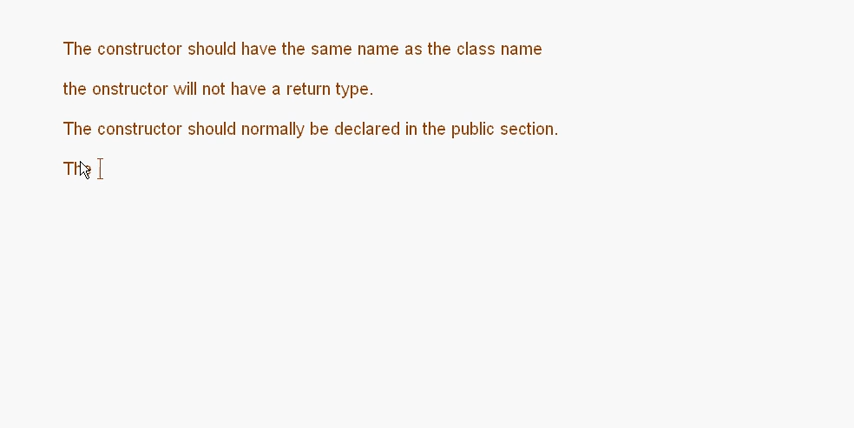 The constructor should have the same name as the class name
the onstructor will not have a return type.
The constructor should normally be declared in the public section.
The